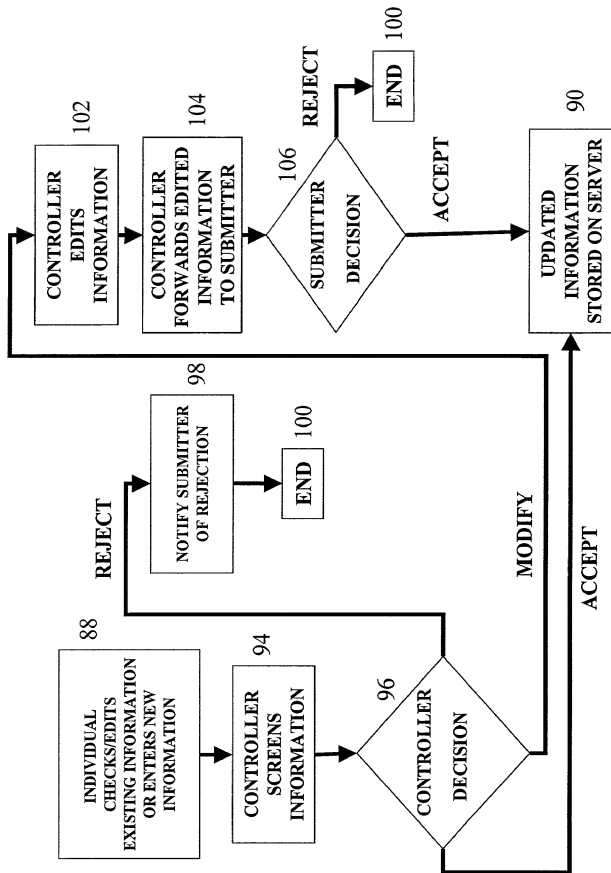 88
INDIVIDUAL
CHECKS/EDITS
EXISTING INFORMATION
OR ENTERS NEW
INFORMATION
94
CONTROLLER
SCREENS
INFORMATION
96
CONTROLLER
DECISION
REJECT
98
NOTIFY SUBMITTER
OF REJECTION
100
END
MODIFY
ACCEPT
102
CONTROLLER
EDITS
INFORMATION
104
CONTROLLER
FORWARDS EDITED
INFORMATION
TO SUBMITTER
106
SUBMITTER
DECISION
REJECT
100
END
ACCEPT
90
UPDATED
INFORMATION
STORED ON SERVER